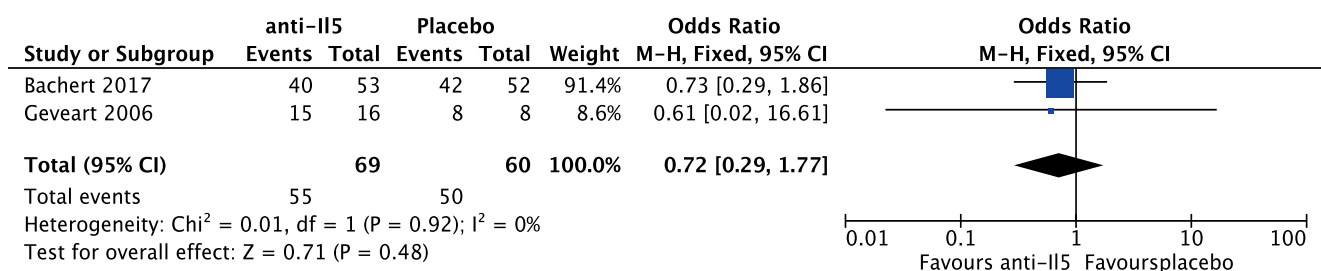 anti-Il5 Placebo Odds Ratio Odds Ratio
Study or Subgroup Events Total Events Total Weight M-H, Fixed, 95% CI M-H, Fixed, 95% CI
Bachert 2017 40 53 42 52 91.4% 0.73 [0.29, 1.86]
Geveart 2006 15 16 8 8 8.6% 0.61 [0.02, 16.61]
Total (95% CI) 69 60 100.0% 0.72 [0.29, 1.77]
Total events 55 50
Heterogeneity: Chi² = 0.01, df = 1 (P = 0.92); I² = 0%
Test for overall effect: Z = 0.71 (P = 0.48)
0.01 0.1 1 10 100
Favours anti-Il5 Favoursplacebo